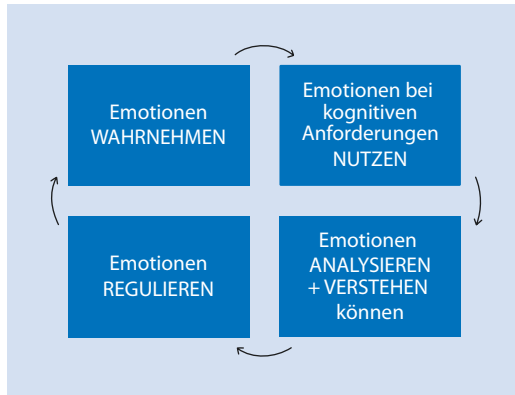 Emotionen
WAHRNEHMEN
Emotionen bei
kognitiven
Anforderungen
NUTZEN
Emotionen
REGULIEREN
Emotionen
ANALYSIEREN
+ VERSTEHEN
können